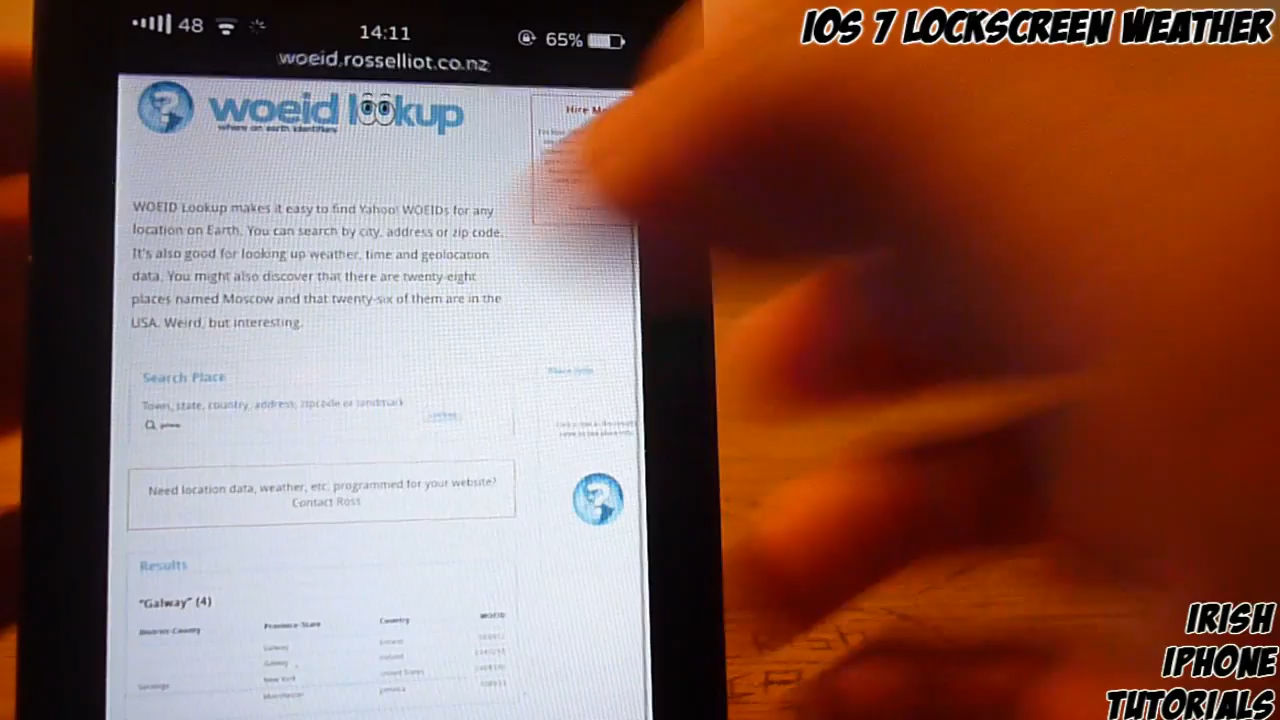 IOS 7 LOCKSCREEN WEATHER
48
14:11
65%
woeid.rosselliot.co.nz
woeid lookup
where on earth identifiers
Hire
WOEID Lookup makes it easy to find Yahoo! WOEIDs for any
location on Earth. You can search by city, address or zip code.
It's also good for looking up weather, time and geolocation
data. You might also discover that there are twenty-eight
places named Moscow and that twenty-six of them are in the
USA. Weird, but interesting.
Search Place
Place Info
Town, state, country, address, zipcode or landmark
Need location data, weather, etc. programmed for your website?
Contact Ross
Results
"Galway" (4)
District-County Province-State Country WOEID
Galway Ireland
Galway Ireland
New York United States
Saratoga
Manchester Jamaica
IRISH
IPHONE
TUTORIALS